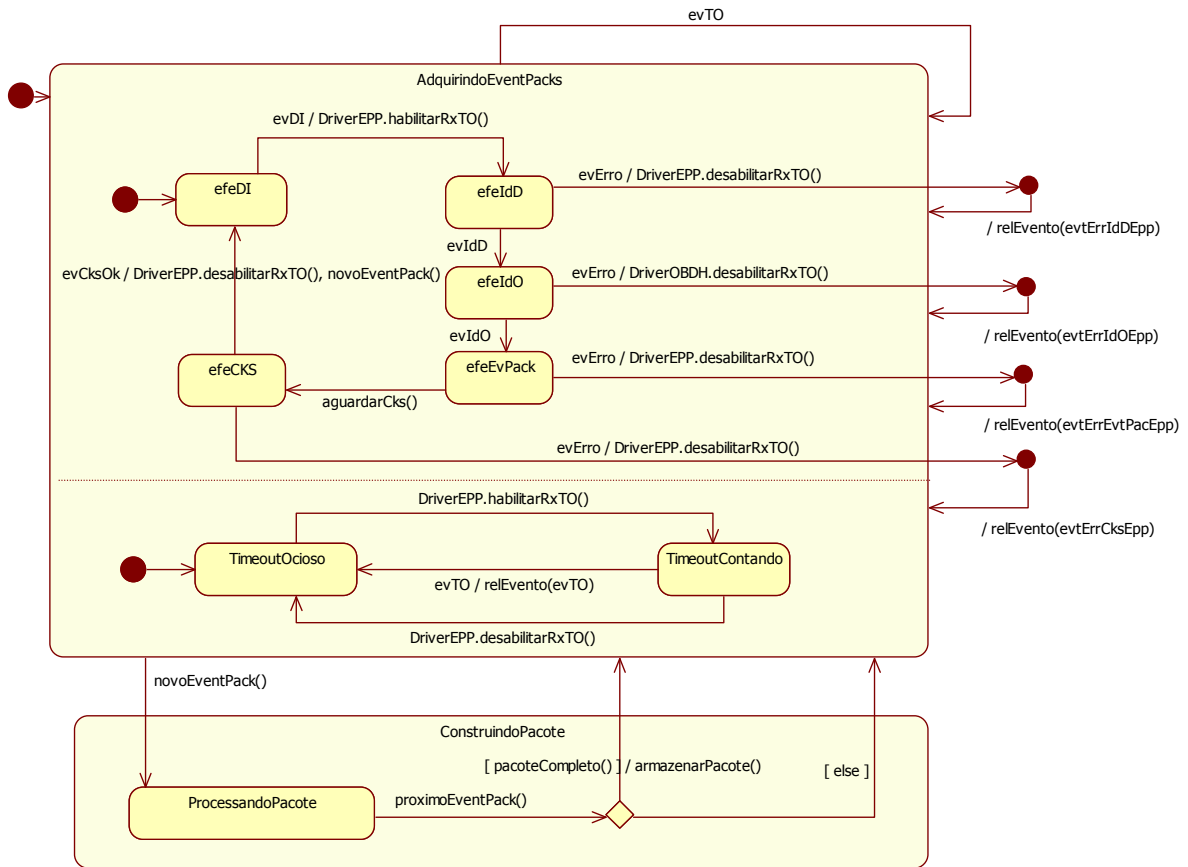 evTO
AdquirindoEventPacks
evDI / DriverEPP.habilitarRxTO()
efeDI
efeIdD
evErro / DriverEPP.desabilitarRxTO()
/ relEvento(evtErrIdDEpp)
evIdD
evCksOk / DriverEPP.desabilitarRxTO(), novoEventPack()
efeIdO
evErro / DriverOBDH.desabilitarRxTO()
/ relEvento(evtErrIdOEpp)
evIdO
efeCKS
efeEvPack
evErro / DriverEPP.desabilitarRxTO()
aguardarCks()
/ relEvento(evtErrEvtPacEpp)
evErro / DriverEPP.desabilitarRxTO()
/ relEvento(evtErrCksEpp)
DriverEPP.habilitarRxTO()
TimeoutOcioso
TimeoutContando
evTO / relEvento(evTO)
DriverEPP.desabilitarRxTO()
novoEventPack()
ConstruindoPacote
[ pacoteCompleto() ] / armazenarPacote()
[ else ]
ProcessandoPacote
proximoEventPack()